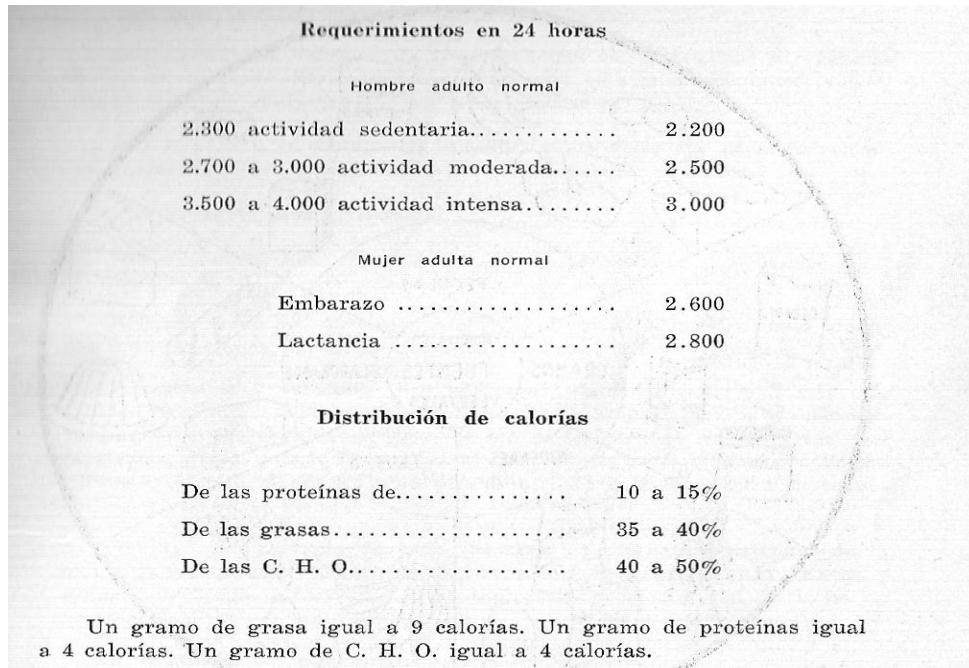 Requerimientos en 24 horas
Hombre adulto normal
2.300 actividad sedentaria............. 2.200
2.700 a 3.000 actividad moderada...... 2.500
3.500 a 4.000 actividad intensa........ 3.000
Mujer adulta normal
Embarazo ................... 2.600
Lactancia ................... 2.800
Distribución de calorías
De las proteínas de............... 10 a 15%
De las grasas..................... 35 a 40%
De las C. H. O.................... 40 a 50%
Un gramo de grasa igual a 9 calorías. Un gramo de proteínas igual
a 4 calorías. Un gramo de C. H. O. igual a 4 calorías.